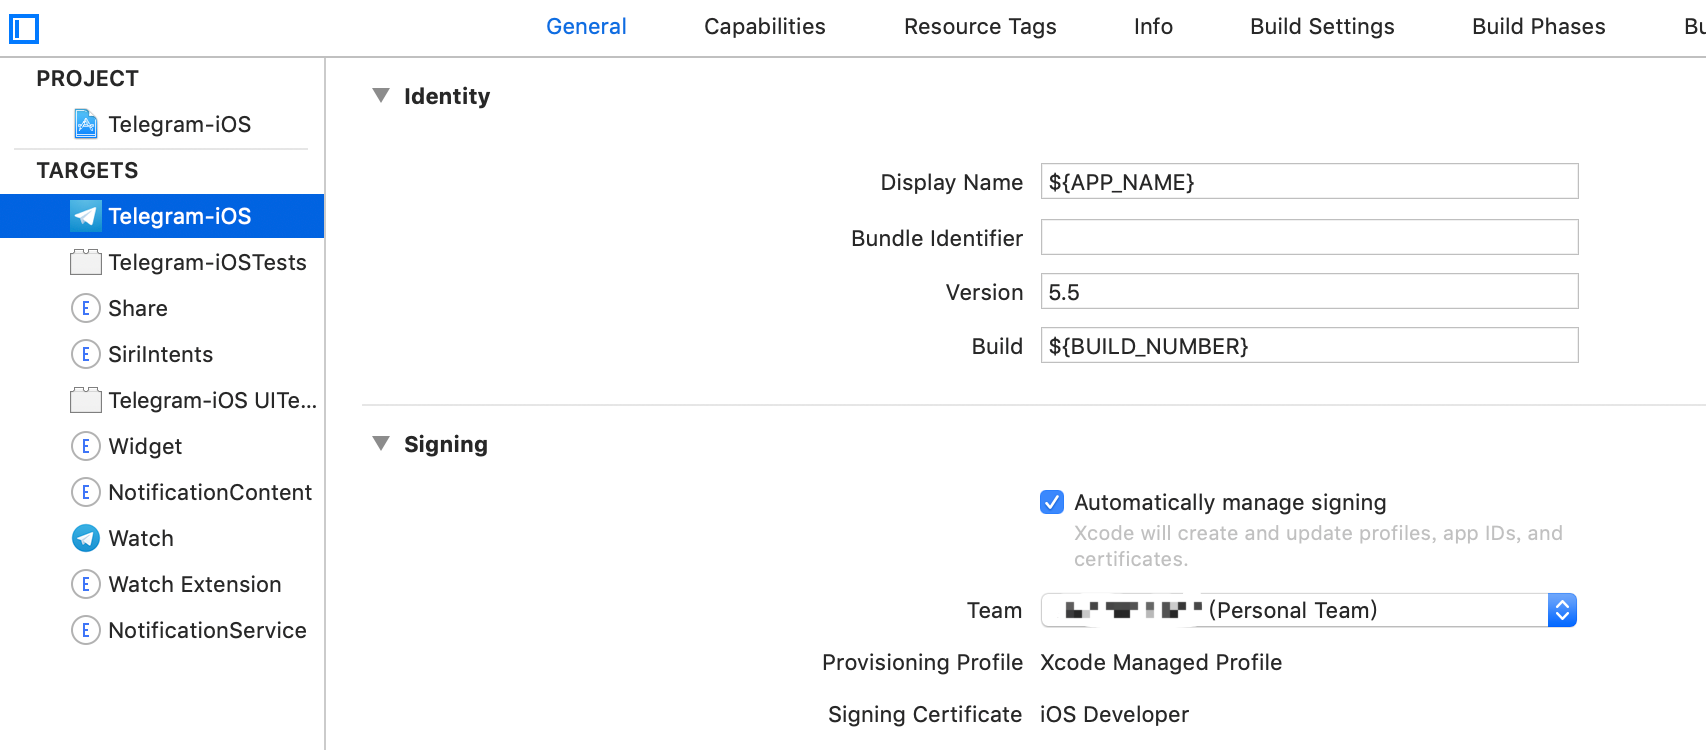 General Capabilities Resource Tags Info Build Settings Build Phases Bu
PROJECT
Telegram-iOS
TARGETS
Telegram-iOS
Telegram-iOSTests
E Share
E SiriIntents
Telegram-iOS UITe...
E Widget
E NotificationContent
Watch
E Watch Extension
E NotificationService
Identity
Display Name ${APP_NAME}
Bundle Identifier
Version 5.5
Build ${BUILD_NUMBER}
Signing
Automatically manage signing
Xcode will create and update profiles, app IDs, and
certificates.
Team (Personal Team)
Provisioning Profile Xcode Managed Profile
Signing Certificate iOS Developer